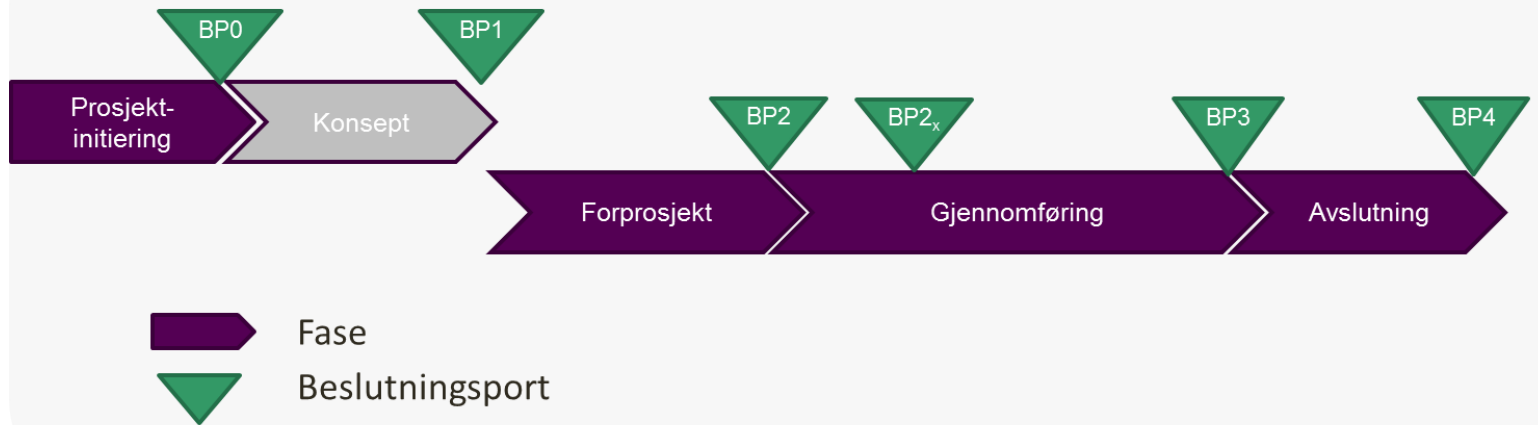 BP0
BP1
Prosjekt-
initiering
Konsept
BP2
BP2x
BP3
BP4
Forprosjekt
Gjennomføring
Avslutning
Fase
Beslutningsport